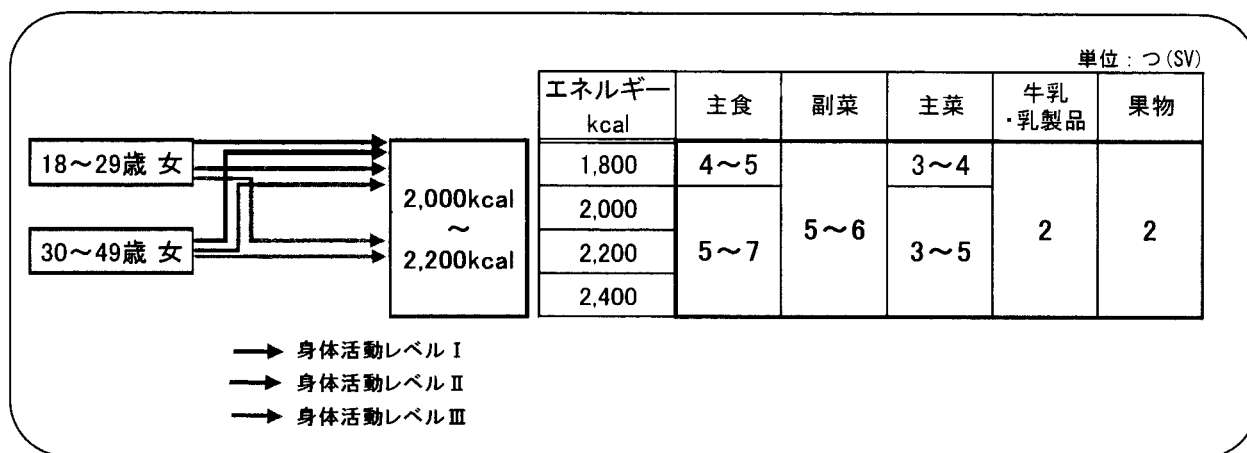 単位：つ(SV)
エネルギー
kcal
主食
副菜
主菜
牛乳
・乳製品
果物
18～29歳 女
30～49歳 女
2,000kcal
～
2,200kcal
1,800
4～5
3～4
2,000
2,200
2,400
5～7
5～6
3～5
2
2
身体活動レベルⅠ
身体活動レベルⅡ
身体活動レベルⅢ